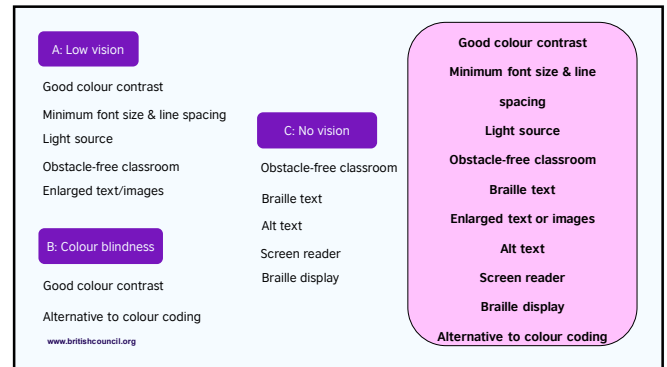 A: Low vision
Good colour contrast
Minimum font size & line spacing
Light source
Obstacle-free classroom
Enlarged text/images
B: Colour blindness
Good colour contrast
Alternative to colour coding
www.britishcouncil.org
C: No vision
Obstacle-free classroom
Braille text
Alt text
Screen reader
Braille display
Good colour contrast
Minimum font size & line
spacing
Light source
Obstacle-free classroom
Braille text
Enlarged text or images
Alt text
Screen reader
Braille display
Alternative to colour coding